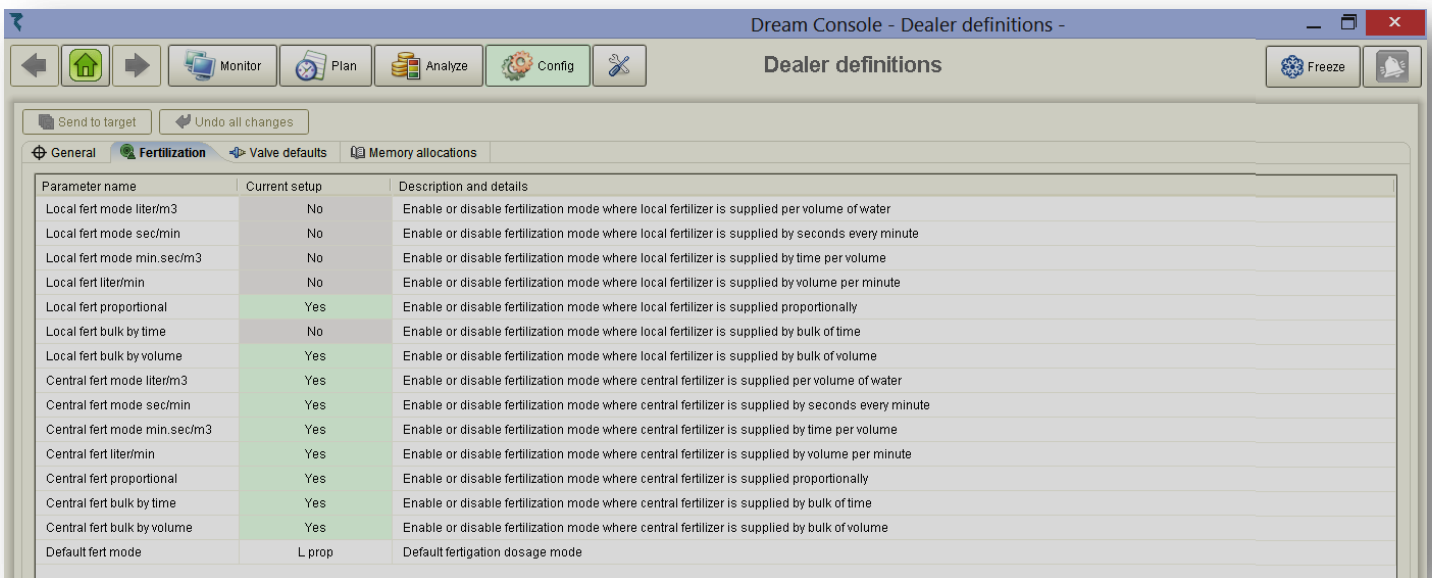 Dream Console - Dealer definitions -
Monitor Plan Analyze Config Dealer definitions Freeze
Send to target Undo all changes
General Fertilization Valve defaults Memory allocations
Parameter name Current setup Description and details
Local fert mode liter/m3 No Enable or disable fertilization mode where local fertilizer is supplied per volume of water
Local fert mode sec/min No Enable or disable fertilization mode where local fertilizer is supplied by seconds every minute
Local fert mode min.sec/m3 No Enable or disable fertilization mode where local fertilizer is supplied by time per volume
Local fert liter/min No Enable or disable fertilization mode where local fertilizer is supplied by volume per minute
Local fert proportional Yes Enable or disable fertilization mode where local fertilizer is supplied proportionally
Local fert bulk by time No Enable or disable fertilization mode where local fertilizer is supplied by bulk of time
Local fert bulk by volume Yes Enable or disable fertilization mode where local fertilizer is supplied by bulk of volume
Central fert mode liter/m3 Yes Enable or disable fertilization mode where central fertilizer is supplied per volume of water
Central fert mode sec/min Yes Enable or disable fertilization mode where central fertilizer is supplied by seconds every minute
Central fert mode min.sec/m3 Yes Enable or disable fertilization mode where central fertilizer is supplied by time per volume
Central fert liter/min Yes Enable or disable fertilization mode where central fertilizer is supplied by volume per minute
Central fert proportional Yes Enable or disable fertilization mode where central fertilizer is supplied proportionally
Central fert bulk by time Yes Enable or disable fertilization mode where central fertilizer is supplied by bulk of time
Central fert bulk by volume Yes Enable or disable fertilization mode where central fertilizer is supplied by bulk of volume
Default fert mode L prop Default fertigation dosage mode